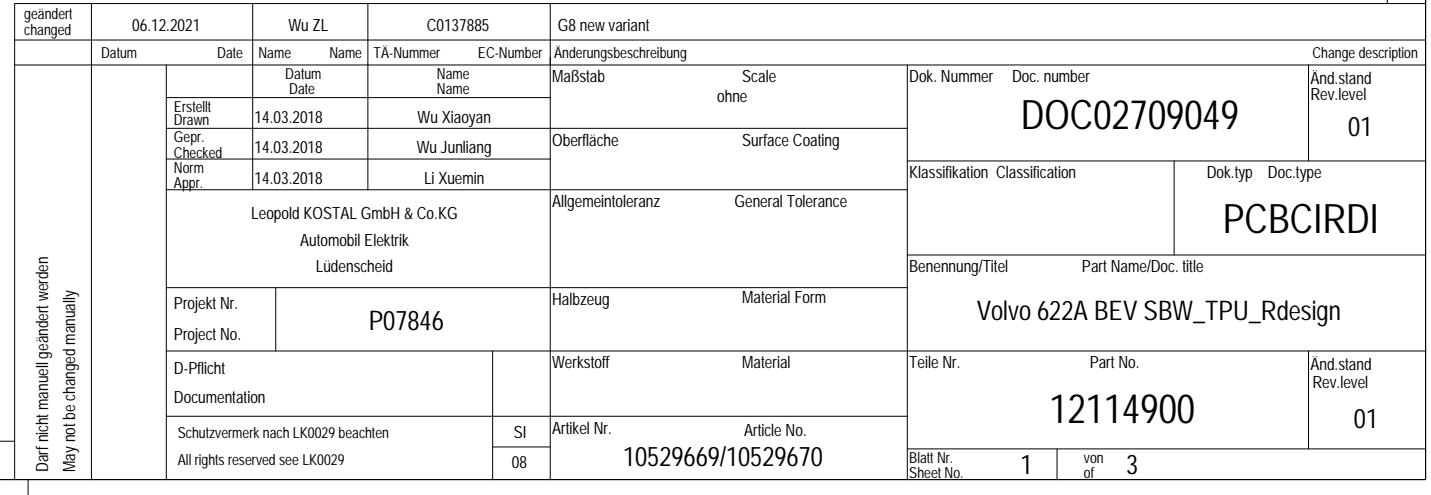 geändert
changed
06.12.2021 Wu ZL C0137885 G8 new variant
Datum Date Name Name TÄ-Nummer EC-Number Änderungsbeschreibung Change description
Datum
Date
Name
Name
Erstellt
Drawn
14.03.2018 Wu Xiaoyan
Gepr.
Checked
14.03.2018 Wu Junliang
Norm
Appr.
14.03.2018 Li Xuemin
Leopold KOSTAL GmbH & Co.KG
Automobil Elektrik
Lüdenscheid
Projekt Nr.
Project No.
P07846
D-Pflicht
Documentation
Schutzvermerk nach LK0029 beachten SI
All rights reserved see LK0029 08
Darf nicht manuell geändert werden
May not be changed manually
Maßstab Scale
ohne
Oberfläche Surface Coating
Allgemeintoleranz General Tolerance
Halbzeug Material Form
Werkstoff Material
Artikel Nr. Article No.
10529669/10529670
Dok. Nummer Doc. number
DOC02709049
Änd.stand
Rev.level
01
Klassifikation Classification
Dok.typ Doc.type
PCBCIRDI
Benennung/Titel Part Name/Doc. title
Volvo 622A BEV SBW_TPU_Rdesign
Teile Nr. Part No.
12114900
Änd.stand
Rev.level
01
Blatt Nr.
Sheet No.
1
von
of
3